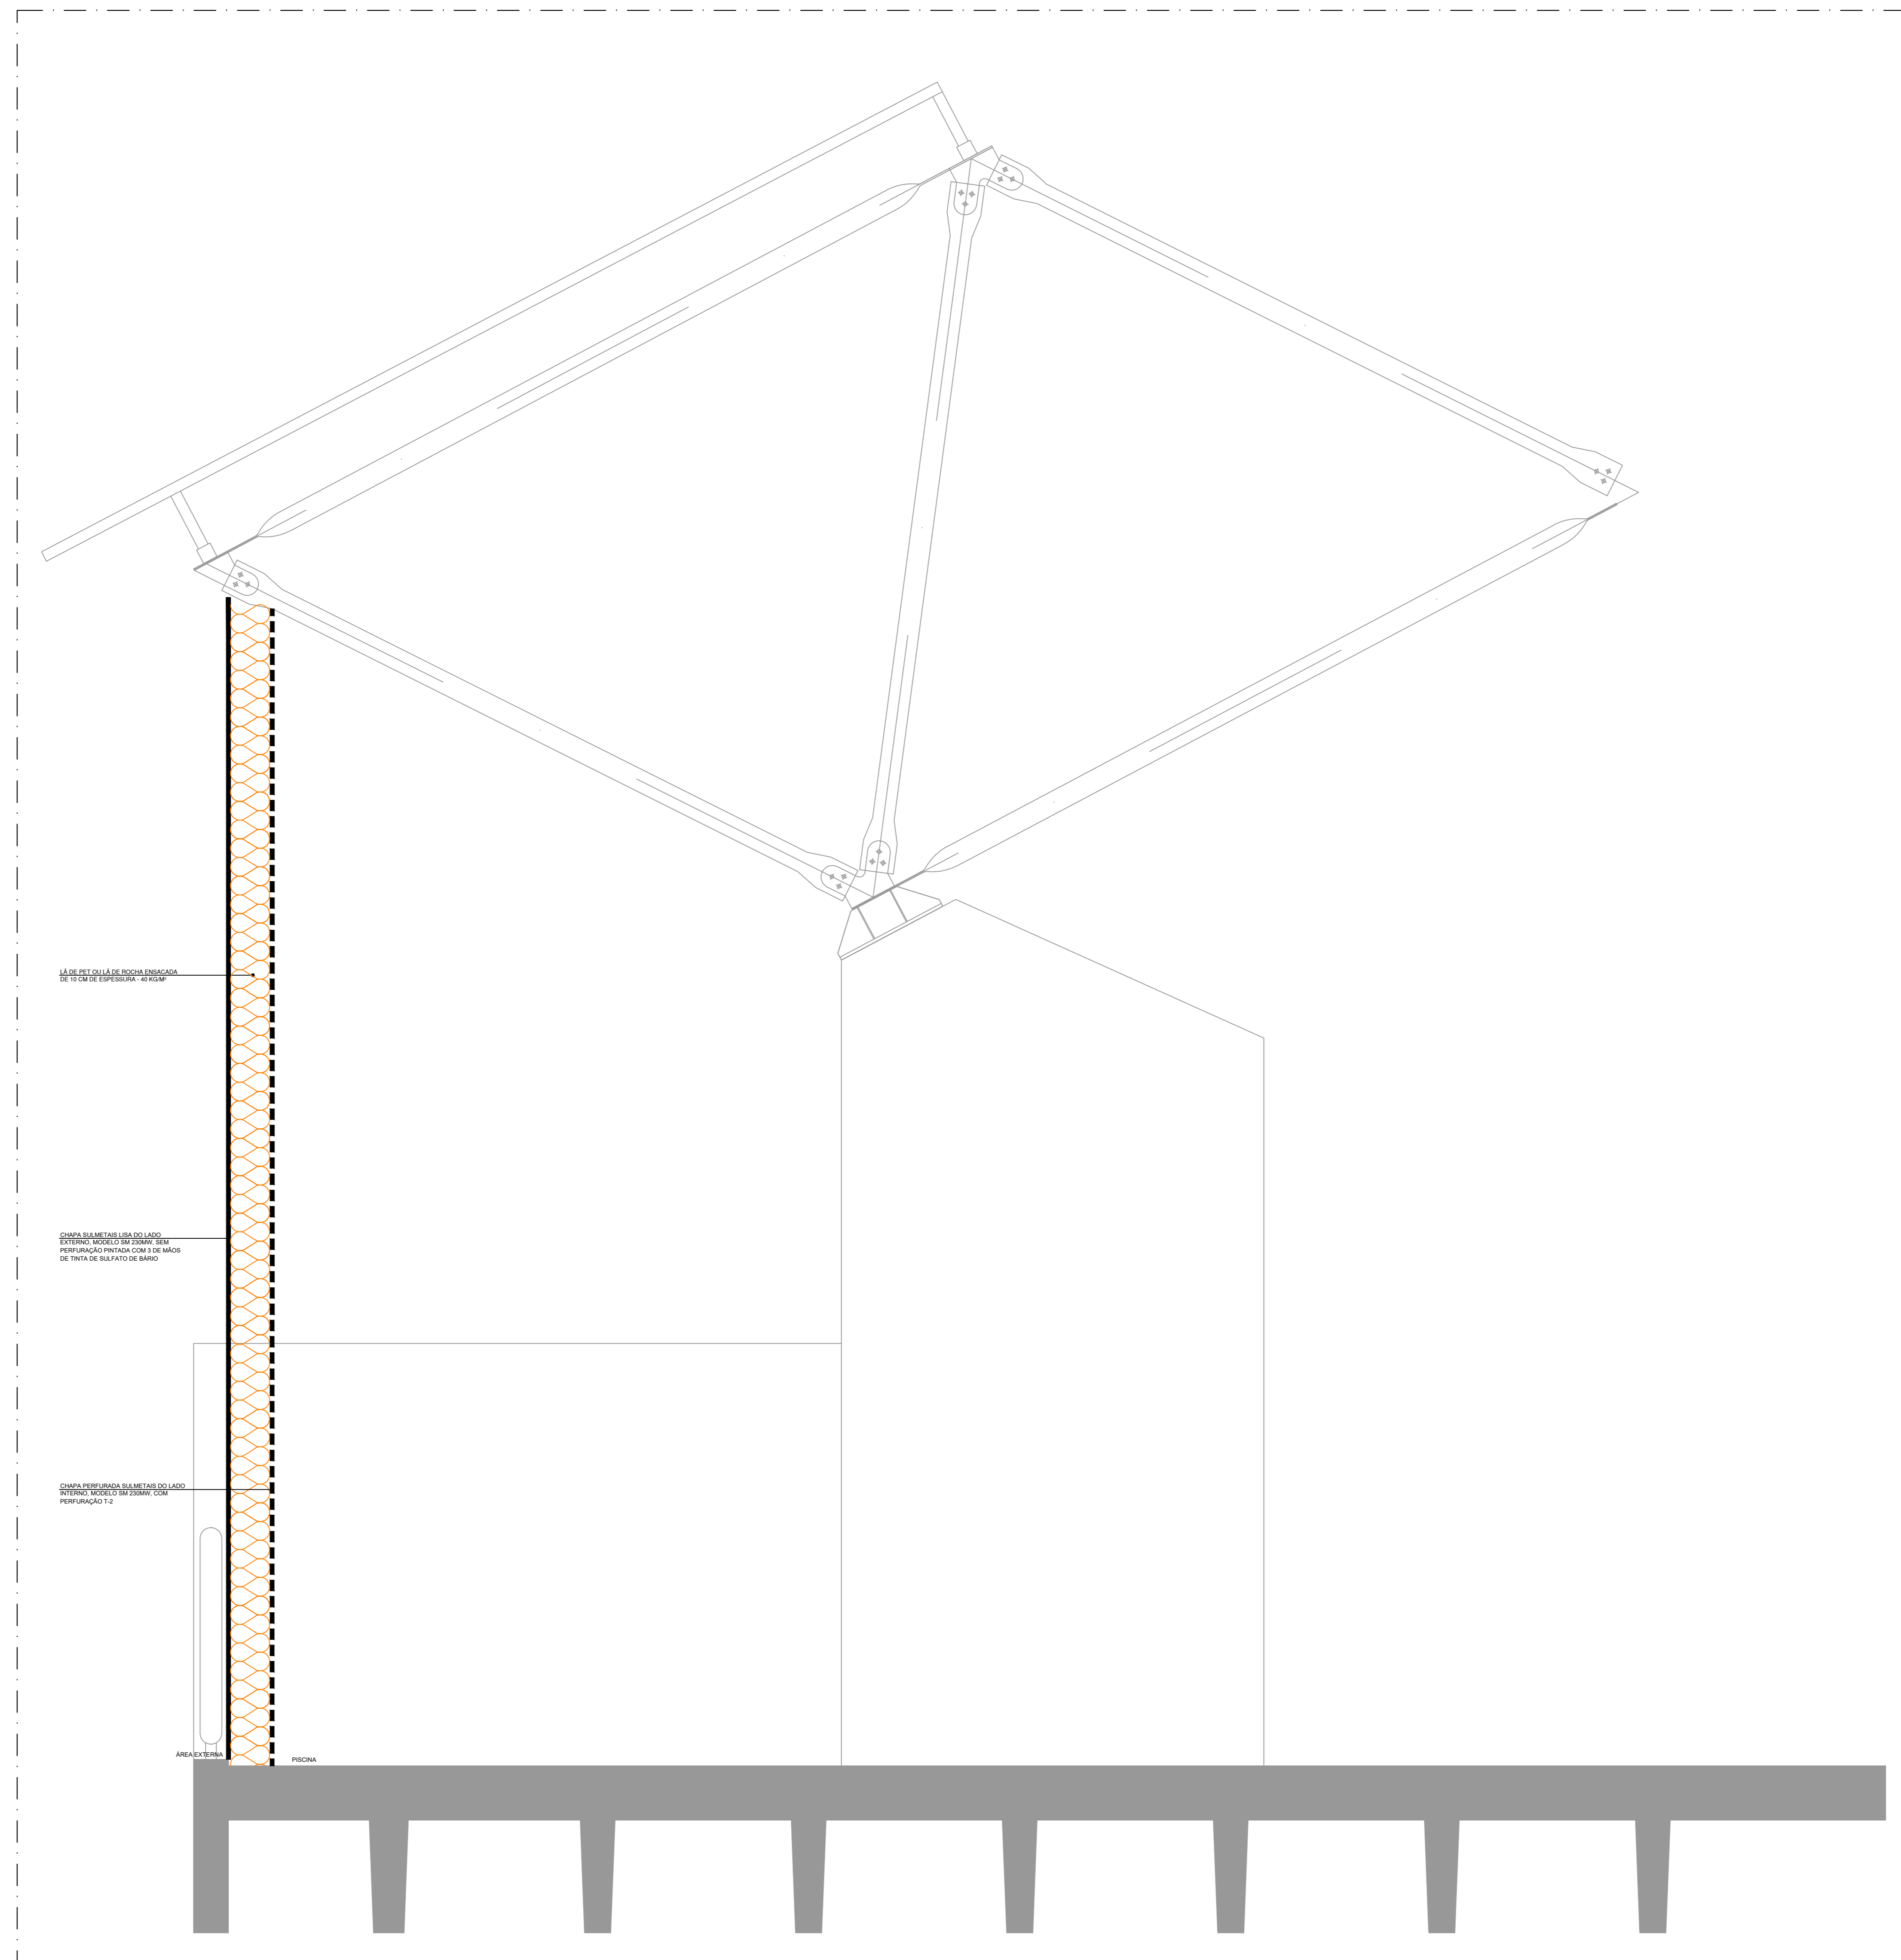 LÃ DE PET OU LÃ DE ROCHA ENSACADA
DE 10 CM DE ESPESSURA - 40 KG/M³
CHAPA SULMETAIS LISA DO LADO
EXTERNO, MODELO SM 230MW, SEM
PERFURAÇÃO PINTADA COM 3 DE MÃOS
DE TINTA DE SULFATO DE BÁRIO
CHAPA PERFURADA SULMETAIS DO LADO
INTERNO, MODELO SM 230MW, COM
PERFURAÇÃO T-2
ÁREA EXTERNA
PISCINA